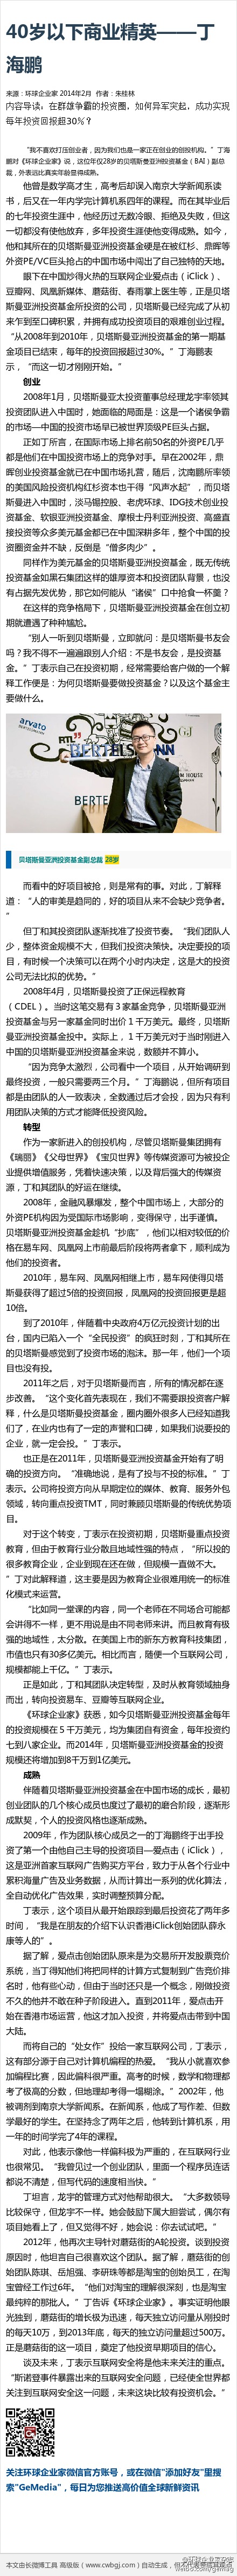 40岁以下商业精英——丁
海鹏
来源：环球企业家 2014年2月 作者：朱桂林
内容导读：在群雄争霸的投资圈，如何异军突起，成功实现
每年投资回报超30%？
“我不喜欢打压创业者，因为我们也是一家正在创业的创投机构。”丁海
鹏对《环球企业家》说，这位年仅28岁的贝塔斯曼亚洲投资基金（BAI）副总
裁，外表远比真实年龄显得成熟。
他曾是数学高才生，高考后却误入南京大学新闻系读
书，后又在一年内学完计算机系四年的课程。而在其毕业后
的七年投资生涯中，他经历过无数冷眼、拒绝及失败，但这
一切都没有使他放弃，多年投资生涯使他变得成熟。如今，
他和其所在的贝塔斯曼亚洲投资基金硬是在被红杉、鼎晖等
外资PE/VC巨头抢占的中国市场中闯出了自己独特的天地。
眼下在中国炒得火热的互联网企业爱点击（iClick）、
豆瓣网、凤凰新媒体、蘑菇街、春雨掌上医生等，正是贝塔
斯曼亚洲投资基金所投资的公司，贝塔斯曼已经完成了从初
来乍到至口碑积累，并拥有成功投资项目的艰难创业过程。
“从2008年到2010年，贝塔斯曼亚洲投资基金的第一期基
金项目已结束，每年的投资回报超过30%。”丁海鹏表
示，“而这一切才刚刚开始。”
创业
2008年1月，贝塔斯曼亚太投资董事总经理龙宇率领其
投资团队进入中国时，她面临的局面是：这是一个诸侯争霸
的市场—中国的投资市场早已被世界顶级PE巨头占据。
正如丁所言，在国际市场上排名前50名的外资PE几乎
都是他们在中国投资市场上的竞争对手。早在2002年，鼎
晖创业投资基金就已在中国市场扎营，随后，沈南鹏所率领
的美国风险投资机构红杉资本也干得“风声水起”，而贝塔
斯曼进入中国时，淡马锡控股、老虎环球、IDG技术创业投
资基金、软银亚洲投资基金、摩根士丹利亚洲投资、高盛直
接投资等众多美元基金都已在中国深耕多年，整个中国的投
资圈资金并不缺，反倒是“僧多肉少”。
同样作为美元基金的贝塔斯曼亚洲投资基金，既无传统
投资基金如黑石集团这样的雄厚资本和投资团队背景，也没
有占据先发优势，那它如何能从“诸侯”口中抢食一杯羹？
在这样的竞争格局下，贝塔斯曼亚洲投资基金在创立初
期就遭遇了种种尴尬。
“别人一听到贝塔斯曼，立即就问：是贝塔斯曼书友会
吗？我不得不一遍遍跟别人介绍：不是书友会，是投资基
金。”丁表示自己在投资初期，经常需要给客户做的一个解
释工作便是：为何贝塔斯曼要做投资基金？以及这个基金主
要做什么。
arvato
BERTELSMANN
G+J
BERTE
贝塔斯曼亚洲投资基金副总裁 28岁
而看中的好项目被抢，则是常有的事。对此，丁解释
道：“人的审美是趋同的，好的项目从来不会缺少竞争者。
”
但丁和其投资团队逐渐找准了投资节奏。“我们团队人
少，整体资金规模不大，但我们投资决策快。决定要投的项
目，有时候一个决策可以在两个小时内决定，这是大的投资
公司无法比拟的优势。”
2008年4月，贝塔斯曼投资了正保远程教育
（CDEL）。当时这笔交易有３家基金竞争，贝塔斯曼亚洲
投资基金与另一家基金同时出价１千万美元。最终，贝塔斯
曼亚洲投资基金投中。实际上，１千万美元对于当时刚进入
中国的贝塔斯曼亚洲投资基金来说，数额并不算小。
“因为竞争太激烈，公司看中一个项目，从开始调研到
最终投资，一般只需要两三个月。”丁海鹏说，但所有项目
都是由团队的人一致表决，全数通过后才会投，因为只有利
用团队决策的方式才能降低投资风险。
转型
作为一家新进入的创投机构，尽管贝塔斯曼集团拥有
《瑞丽》《父母世界》《宝贝世界》等传媒资源可为被投企
业提供增值服务，凭着快速决策，以及背后强大的传媒资
源，丁和其团队的好运在继续。
2008年，金融风暴爆发，整个中国市场上，大部分的
外资PE机构因为受国际市场影响，变得保守，出手谨慎。
贝塔斯曼亚洲投资基金趁机“抄底”，他们以相对较低的价
格在易车网、凤凰网上市前最后阶段将两者拿下，顺利成为
他们的投资者。
2010年，易车网、凤凰网相继上市，易车网使得贝塔
斯曼获得了超过5倍的投资回报，凤凰网的投资回报更是超
10倍。
到了2010年，伴随着中央政府4万亿元投资计划的出
台，国内已陷入一个“全民投资”的疯狂时刻，丁和其所在
的贝塔斯曼感觉到了投资市场的泡沫。那一年，他们一个项
目也没有投。
2011年之后，对于贝塔斯曼而言，所有的情况都在逐
步改善。“这个变化首先表现在，我们不需要跟投资客户解
释，什么是贝塔斯曼投资基金，圈内圈外很多人已经知道我
们了，在业内也有了一定的声誉和口碑，如果我们说要投的
企业，就一定会投。”丁表示。
也正是在2011年，贝塔斯曼亚洲投资基金开始有了明
确的投资方向。“准确地说，是有了投与不投的标准。”丁
表示。公司将投资方向从早期定位的媒体、教育、服务外包
领域，转向重点投资TMT，同时兼顾贝塔斯曼的传统优势项
目。
对于这个转变，丁表示在投资初期，贝塔斯曼重点投资
教育，但由于教育行业分散且地域性强的特点，“所以投的
很多教育企业，企业到现在还在做，但规模一直做不大。
”丁对此解释道，这主要是因为教育企业很难用统一的标准
化模式来运营。
“比如同一堂课的内容，同一个老师在不同场合可能都
会讲得不一样，更不用说是由不同老师来讲。而且教育有极
强的地域性，太分散。在美国上市的新东方教育科技集团，
市值也只有30多亿美元。相比而言，随便一个互联网公司，
规模都能上千亿。”丁表示。
正是如此，丁和其团队决定转型，及时从教育领域抽身
而出，转向投资易车、豆瓣等互联网企业。
《环球企业家》获悉，如今贝塔斯曼亚洲投资基金每年
的投资规模在５千万美元，均为集团自有资金，每年投资约
七到八家企业。而2014年，贝塔斯曼亚洲投资基金的投资
规模还将增加到8千万到1亿美元。
成熟
伴随着贝塔斯曼亚洲投资基金在中国市场的成长，最初
创业团队的几个核心成员也度过了最初的磨合阶段，逐渐形
成默契，个人的投资风格也逐渐成熟。
2009年，作为团队核心成员之一的丁海鹏终于出手投
资了第一个由他自己主导的投资项目—爱点击（iClick），
这是亚洲首家互联网广告购买方平台，致力于从各个行业中
累积海量广告及业务数据，从而计算出一系列的优化算法，
全自动优化广告效果，实时调整预算分配。
丁表示，这个项目从最开始跟踪到最后投资花了两年多
时间，“我是在朋友的介绍下认识香港iClick创始团队薛永
康等人的”。
据了解，爱点击创始团队原来是为交易所开发股票竞价
系统，当丁得知他们将把同样的计算方式复制到广告竞价排
名时，他有些心动，但由于当时还只是一个概念，刚做投资
不久的他并不敢在种子阶段进入。直到2011年，爱点击开
始在香港市场运营，他这才加入投资，并将爱点击带到中国
大陆。
而将自己的“处女作”投给一家互联网公司，丁表示，
这有部分源于自己对计算机编程的热爱。“我从小就喜欢参
加编程比赛，因此偏科很严重。高考的时候，数学和物理都
考了极高的分数，但地理却考得一塌糊涂。”2002年，他
被调剂到南京大学新闻系。在新闻系，他成了写作差、但数
学最好的学生。在坚持念了两年之后，他转到计算机系，用
一年的时间学完了4年的课程。
对此，他表示像他一样偏科极为严重的，在互联网行业
也很常见。“我曾见过一个创业团队，里面一个程序员连话
都说不清楚，但写代码的速度相当快。”
丁坦言，龙宇的管理方式对他帮助很大。“大多数领导
比较保守，但龙宇不一样。她会鼓励下属大胆尝试，偶尔有
项目她看上了，但又觉得不好，她会说：你去试试吧。”
2012年，他再次主导针对蘑菇街的A轮投资。谈到投资
原因时，他坦言自己很喜欢这个团队。据了解，蘑菇街的创
始团队陈琪、岳旭强、李研珠等都是淘宝的创始员工，在淘
宝曾经工作过6年。“他们对淘宝的理解很深刻，也是淘宝
最纯粹的那批人。”丁告诉《环球企业家》。事实证明他眼
光独到，蘑菇街的增长极为迅速，每天独立访问量从刚投时
的每天10万，到2013年底，每天的独立访问量超过500万。
正是蘑菇街的这一项目，奠定了他投资早期项目的信心。
谈及未来，丁表示互联网安全将是他未来关注的重点。
“斯诺登事件暴露出来的互联网安全问题，已经使全世界都
关注到互联网安全这一问题，未来这块比较有投资机会。”
关注环球企业家微信官方账号，或在微信"添加好友"里搜
索"GeMedia"，每日为您推送高价值全球新鲜资讯
本文由长微博工具 高级版（www.cwbgj.com）自动生成，但不代表赞同其观点
@环球企业家杂志
weibo.com/gemag